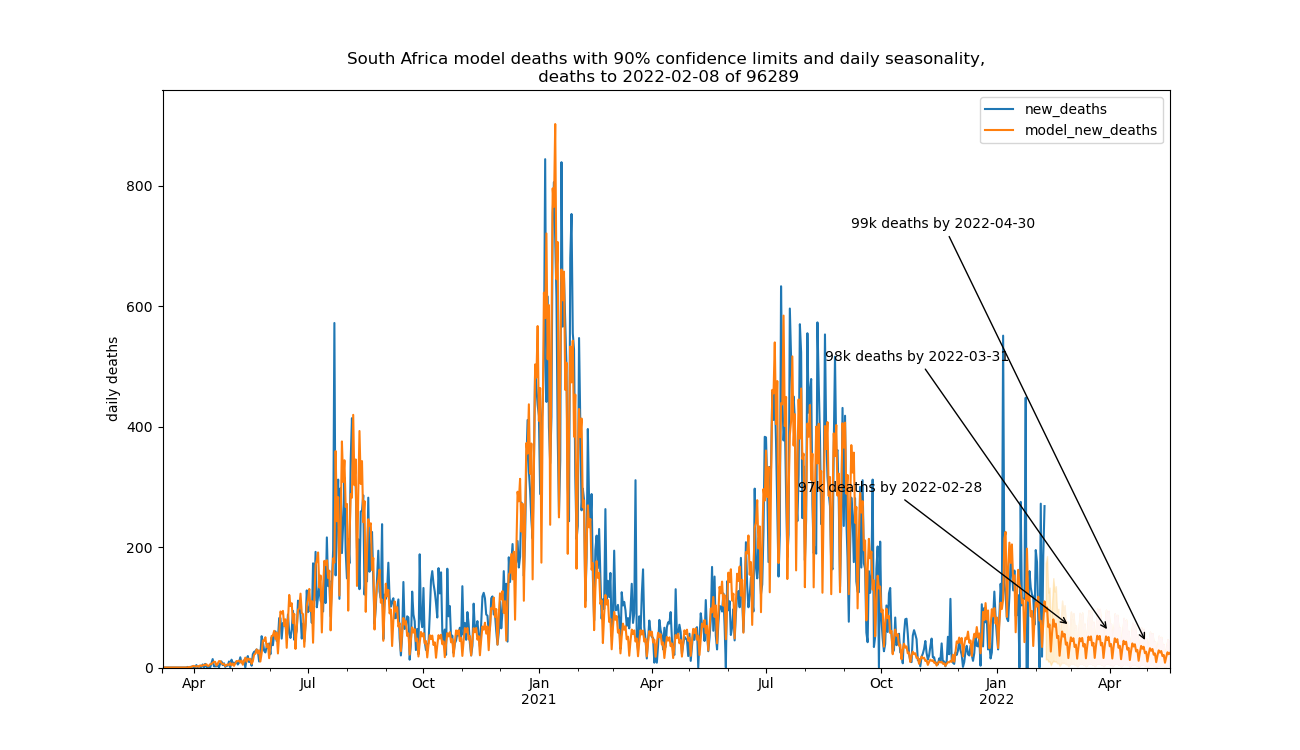 South Africa model deaths with 90% confidence limits and daily seasonality,
deaths to 2022-02-08 of 96289
new_deaths
model_new_deaths
99k deaths by 2022-04-30
98k deaths by 2022-03-31
97k deaths by 2022-02-28
daily deaths
800
600
400
200
0
Apr
Jul
Oct
Jan
2021
Apr
Jul
Oct
Jan
2022
Apr